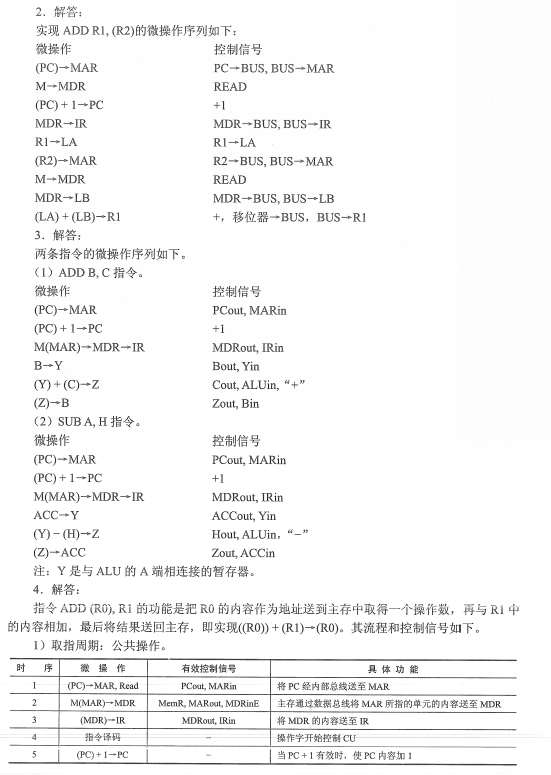 2．解答：
实现 ADD R1, (R2)的微操作序列如下：
微操作 控制信号
(PC)→MAR PC→BUS, BUS→MAR
M→MDR READ
(PC) + 1→PC +1
MDR→IR MDR→BUS, BUS→IR
R1→LA R1→LA
(R2)→MAR R2→BUS, BUS→MAR
M→MDR READ
MDR→LB MDR→BUS, BUS→LB
(LA) + (LB)→R1 +，移位器→BUS，BUS→R1
3．解答：
两条指令的微操作序列如下。
（1）ADD B, C 指令。
微操作 控制信号
(PC)→MAR PCout, MARin
(PC) + 1→PC +1
M(MAR)→MDR→IR MDRout, IRin
B→Y Bout, Yin
(Y) + (C)→Z Cout, ALUin,“+”
(Z)→B Zout, Bin
（2）SUB A, H 指令。
微操作 控制信号
(PC)→MAR PCout, MARin
(PC) + 1→PC +1
M(MAR)→MDR→IR MDRout, IRin
ACC→Y ACCout, Yin
(Y)－(H)→Z Hout, ALUin,“－”
(Z)→ACC Zout, ACCin
注：Y 是与 ALU 的 A 端相连接的暂存器。
4．解答：
指令 ADD (R0), R1 的功能是把 R0 的内容作为地址送到主存中取得一个操作数，再与 R1 中
的内容相加，最后将结果送回主存，即实现((R0)) + (R1)→(R0)。其流程和控制信号如下。
1）取指周期：公共操作。
时 序 微 操 作 有效控制信号 具 体 功 能
1 (PC)→MAR, Read PCout, MARin 将 PC 经内部总线送至 MAR
2 M(MAR)→MDR MemR, MARout, MDRinE 主存通过数据总线将 MAR 所指的单元的内容送至 MDR
3 (MDR)→IR MDRout, IRin 将 MDR 的内容送至 IR
4 指令译码 － 操作字开始控制 CU
5 (PC) + 1→PC － 当 PC + 1 有效时，使 PC 内容加 1